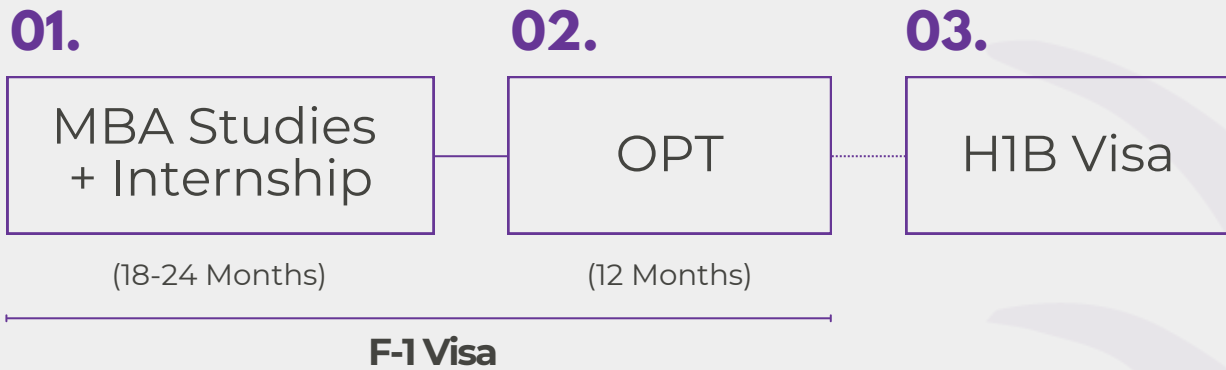 01.
MBA Studies
+ Internship
(18-24 Months)
02.
OPT
(12 Months)
03.
H1B Visa
F-1 Visa